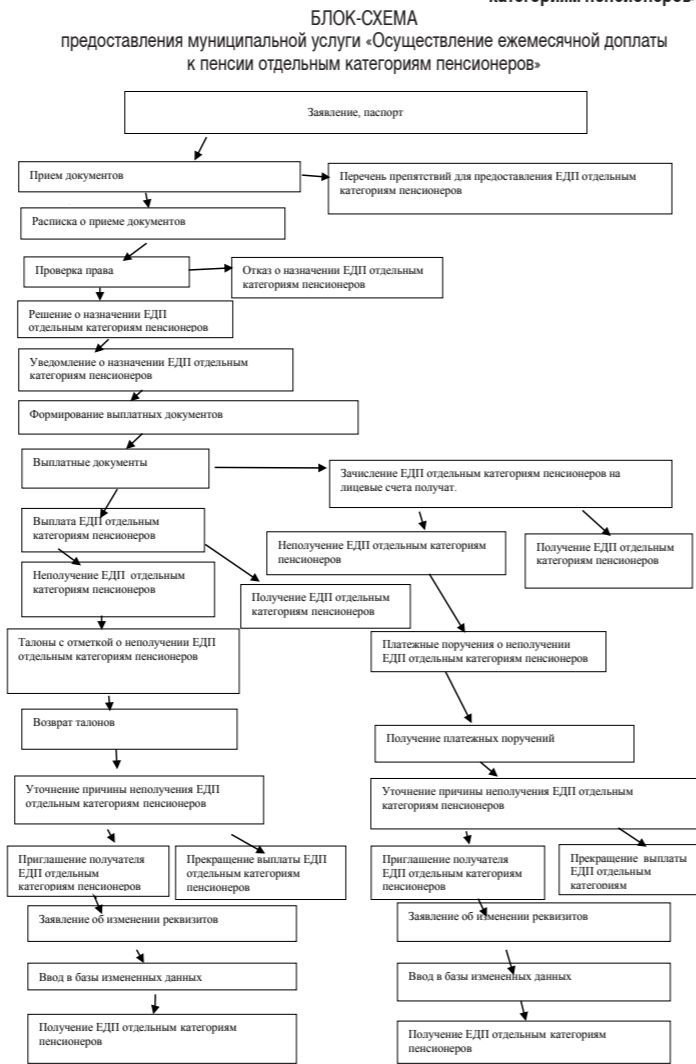 категориям пенсионеров»
БЛОК-СХЕМА
предоставления муниципальной услуги «Осуществление ежемесячной доплаты
к пенсии отдельным категориям пенсионеров»
Заявление, паспорт
Прием документов
Перечень препятствий для предоставления ЕДП отдельным
категориям пенсионеров
Расписка о приеме документов
Проверка права
Отказ о назначении ЕДП отдельным
категориям пенсионеров
Решение о назначении ЕДП
отдельным категориям пенсионеров
Уведомление о назначении ЕДП отдельным
категориям пенсионеров
Формирование выплатных документов
Выплатные документы
Зачисление ЕДП отдельным категориям пенсионеров на
лицевые счета получат.
Выплата ЕДП отдельным
категориям пенсионеров
Неполучение ЕДП отдельным категориям
пенсионеров
Получение ЕДП отдельным
категориям пенсионеров
Неполучение ЕДП отдельным
категориям пенсионеров
Получение ЕДП отдельным
категориям пенсионеров
Талоны с отметкой о неполучении ЕДП
отдельным категориям пенсионеров
Платежные поручения о неполучении
ЕДП отдельным категориям пенсионеров
Возврат талонов
Получение платежных поручений
Уточнение причины неполучения ЕДП
отдельным категориям пенсионеров
Уточнение причины неполучения ЕДП отдельным
категориям пенсионеров
Приглашение получателя
ЕДП отдельным
категориям пенсионеров
Прекращение выплаты ЕДП
отдельным категориям
пенсионеров
Приглашение получателя
ЕДП отдельным категориям
пенсионеров
Прекращение выплаты
ЕДП отдельным
категориям
Заявление об изменении реквизитов
Заявление об изменении реквизитов
Ввод в базы измененных данных
Ввод в базы измененных данных
Получение ЕДП отдельным категориям
пенсионеров
Получение ЕДП отдельным категориям
пенсионеров